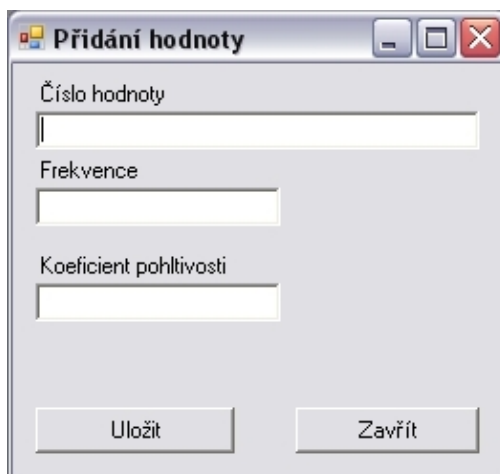 Přidání hodnoty
Číslo hodnoty
Frekvence
Koeficient pohltivosti
Uložit
Zavřít